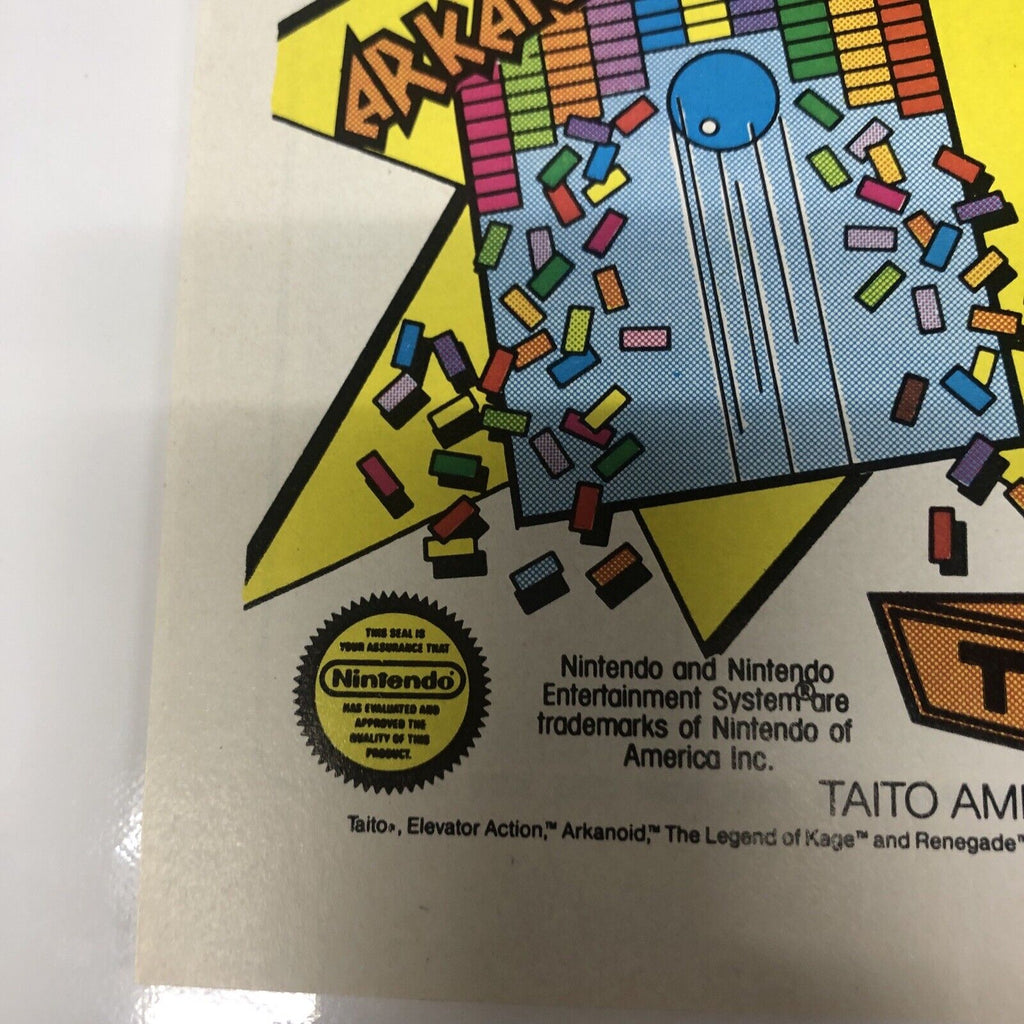 ARKAN
THIS SEAL IS
YOUR ASSURANCE THAT
Nintendo®
HAS EVALUATED AND
APPROVED THE
QUALITY OF THIS
PRODUCT.
Nintendo and Nintendo
Entertainment System® are
trademarks of Nintendo of
America Inc.
T
TAITO AM
Taito®, Elevator Action,™ Arkanoid,™ The Legend of Kage™ and Renegade™